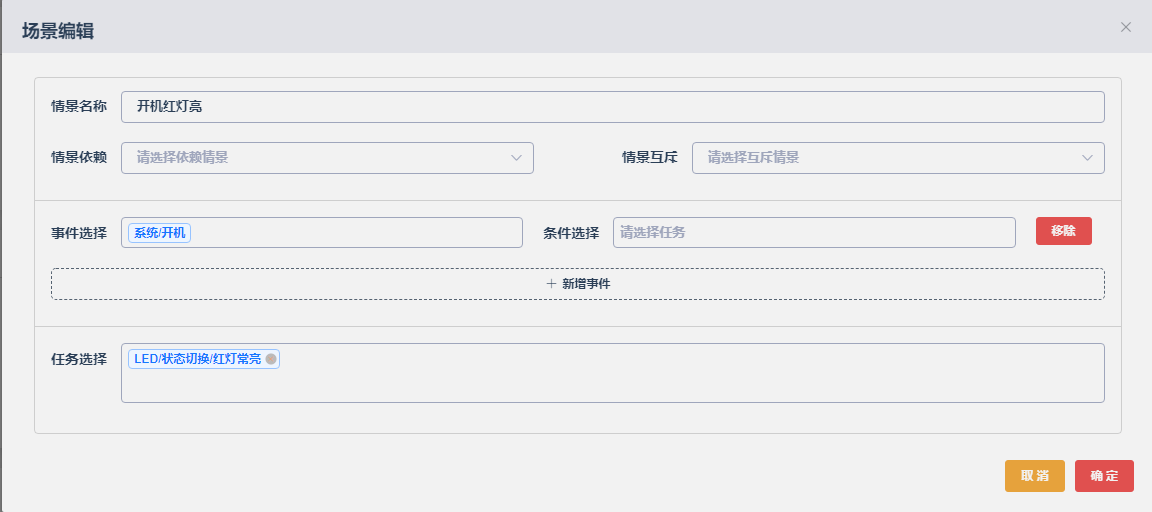 场景编辑
情景名称 开机红灯亮
情景依赖 请选择依赖情景 情景互斥 请选择互斥情景
事件选择 系统/开机 条件选择 请选择任务 移除
+ 新增事件
任务选择 LED/状态切换/红灯常亮
取消 确定